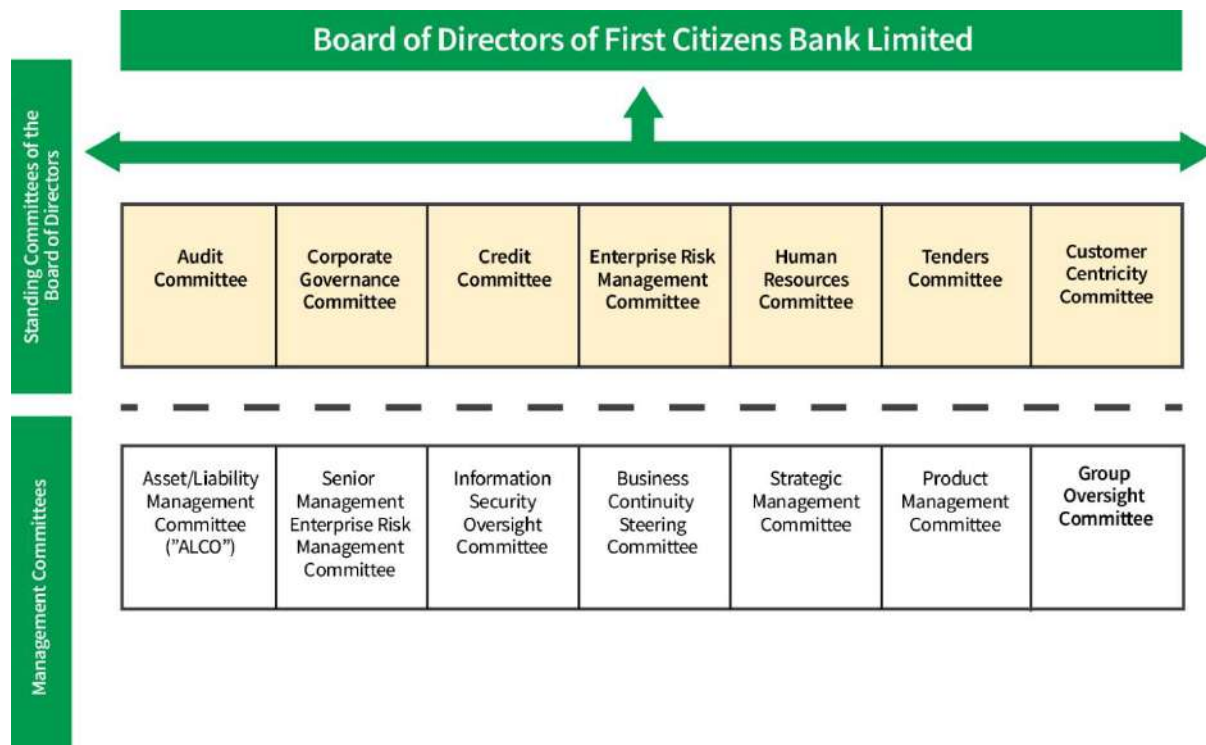 Board of Directors of First Citizens Bank Limited
Standing Committees of the
Board of Directors
Audit
Committee
Corporate
Governance
Committee
Credit
Committee
Enterprise Risk
Management
Committee
Human
Resources
Committee
Tenders
Committee
Customer
Centricity
Committee
Management Committees
Asset/Liability
Management
Committee
("ALCO")
Senior
Management
Enterprise Risk
Management
Committee
Information
Security
Oversight
Committee
Business
Continuity
Steering
Committee
Strategic
Management
Committee
Product
Management
Committee
Group
Oversight
Committee